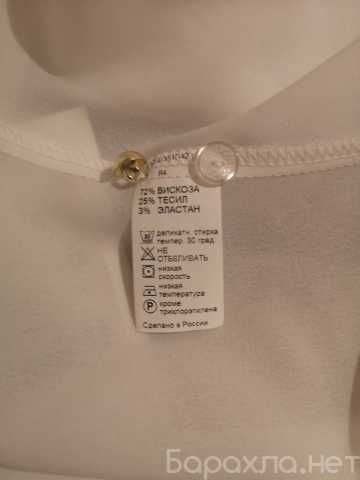 R4
72% ВИСКОЗА
25% ТЕСИЛ
3% ЭЛАСТАН
деликатн. стирка
темпер. 30 град.
НЕ
ОТБЕЛИВАТЬ
низкая
скорость
низкая
температура
P кроме
трихлорэтилена
Сделано в России
Барахла.нет